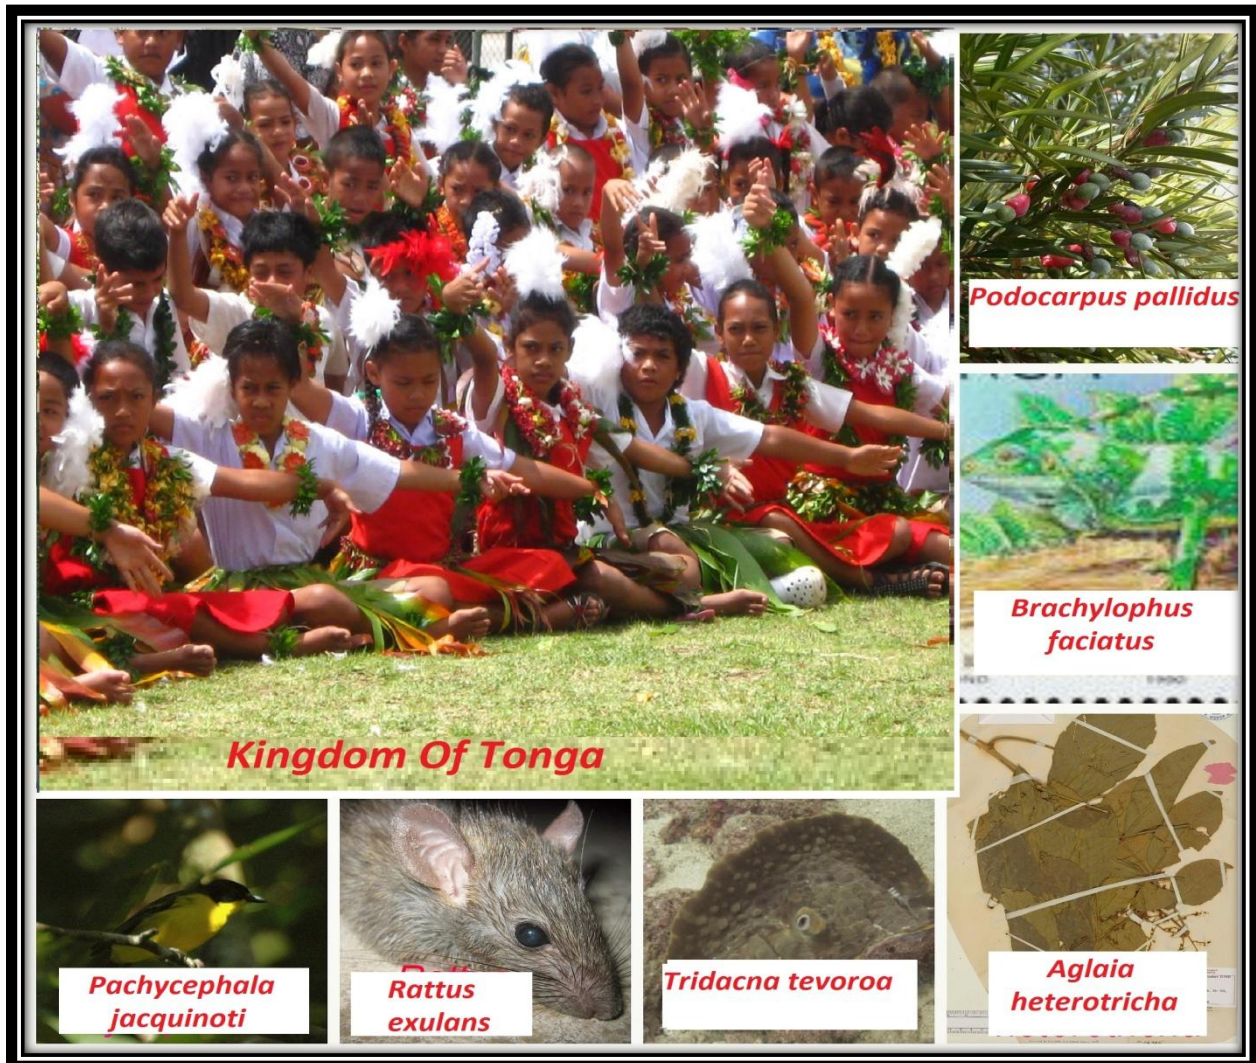 Podocarpus pallidus
Brachylophus
faciatus
Kingdom Of Tonga
Pachycephala
jacquinoti
Rattus
exulans
Tridacna tevoroa
Aglaia
heterotricha